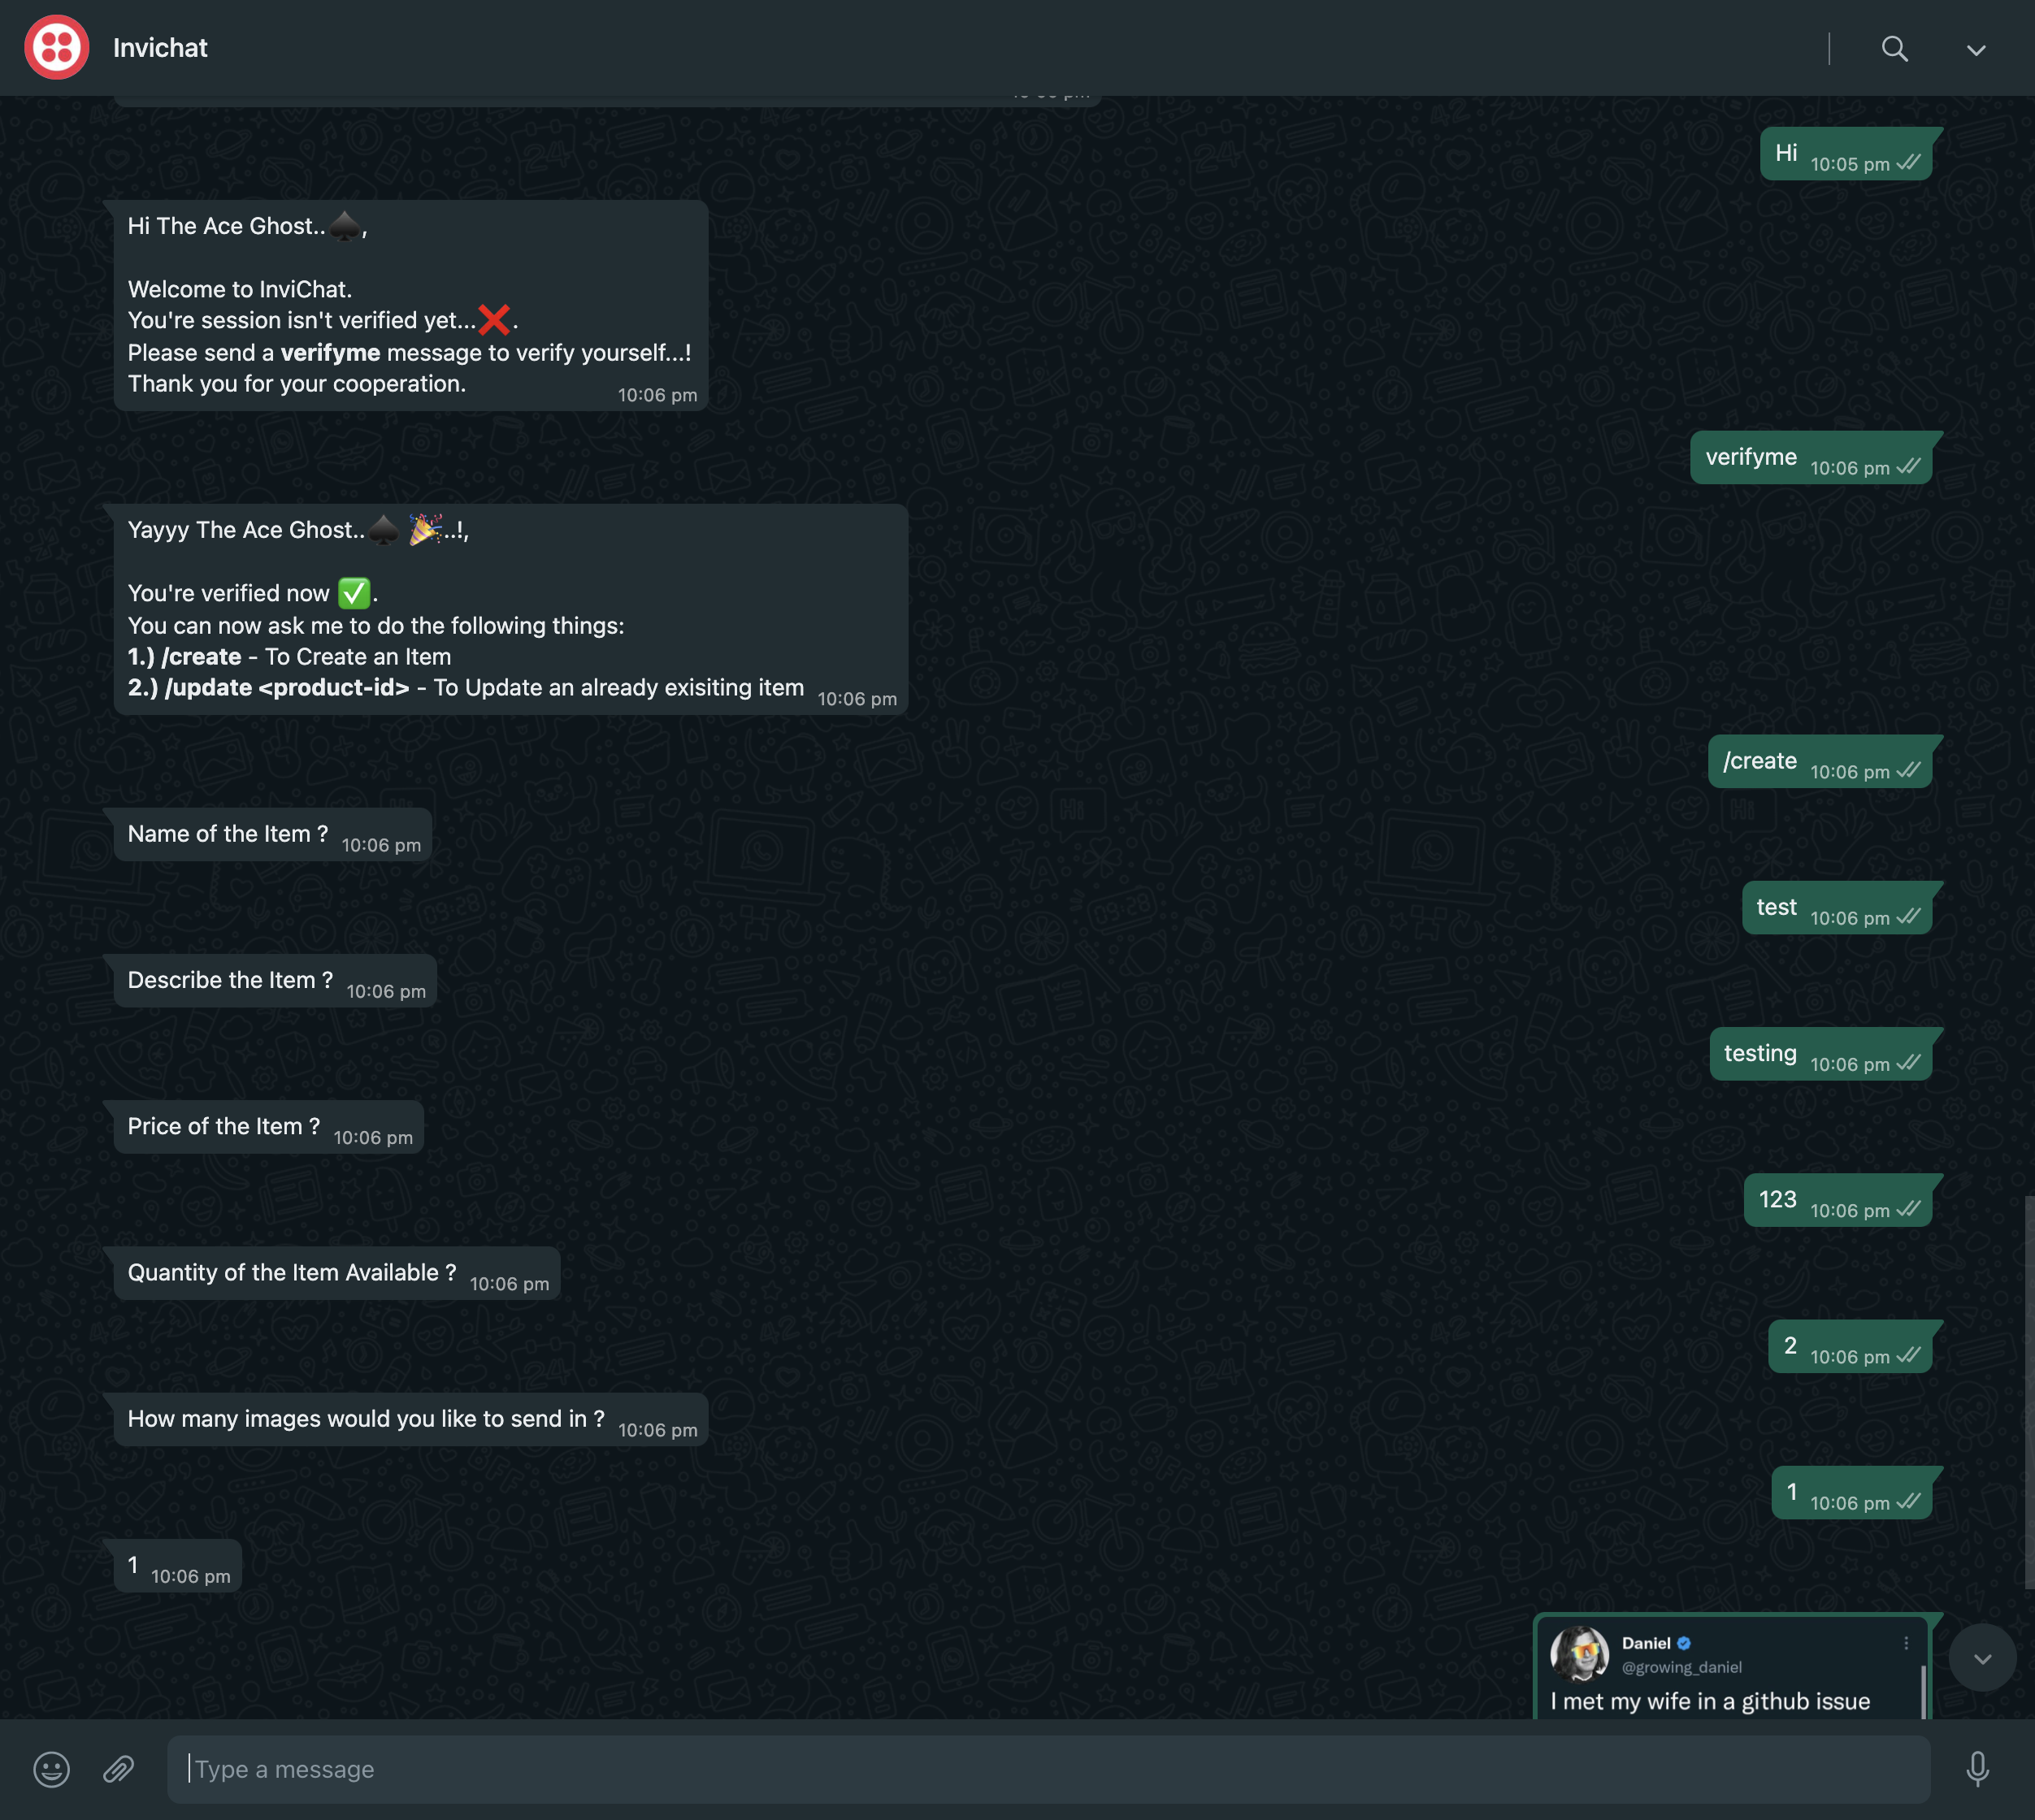 Invichat
Hi 10:05 pm
Hi The Ace Ghost..♠️,
Welcome to InviChat.
You're session isn't verified yet...❌.
Please send a verifyme message to verify yourself...!
Thank you for your cooperation. 10:06 pm
verifyme 10:06 pm
Yayyy The Ace Ghost..♠️ 🎉..!,
You're verified now ✅.
You can now ask me to do the following things:
1.) /create - To Create an Item
2.) /update <product-id> - To Update an already exisiting item 10:06 pm
/create 10:06 pm
Name of the Item ? 10:06 pm
test 10:06 pm
Describe the Item ? 10:06 pm
testing 10:06 pm
Price of the Item ? 10:06 pm
123 10:06 pm
Quantity of the Item Available ? 10:06 pm
2 10:06 pm
How many images would you like to send in ? 10:06 pm
1 10:06 pm
1 10:06 pm
Daniel
@growing_daniel
I met my wife in a github issue
Type a message